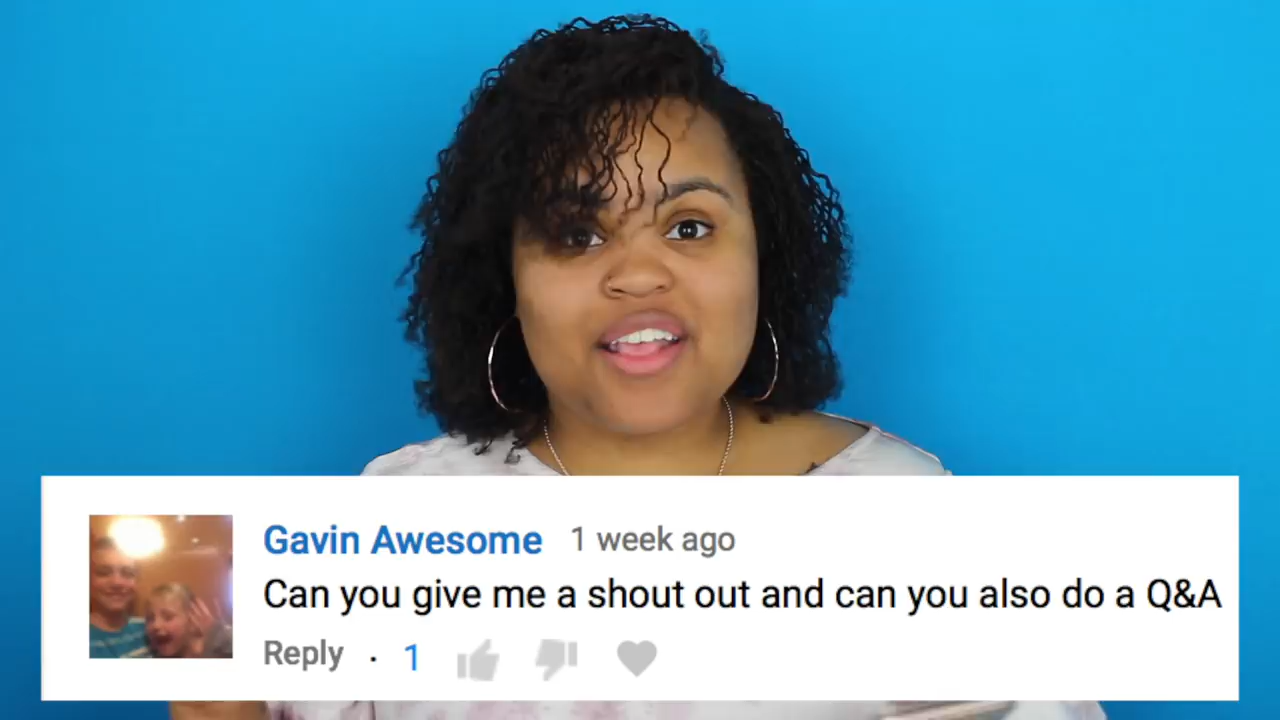 Gavin Awesome 1 week ago
Can you give me a shout out and can you also do a Q&A
Reply · 1